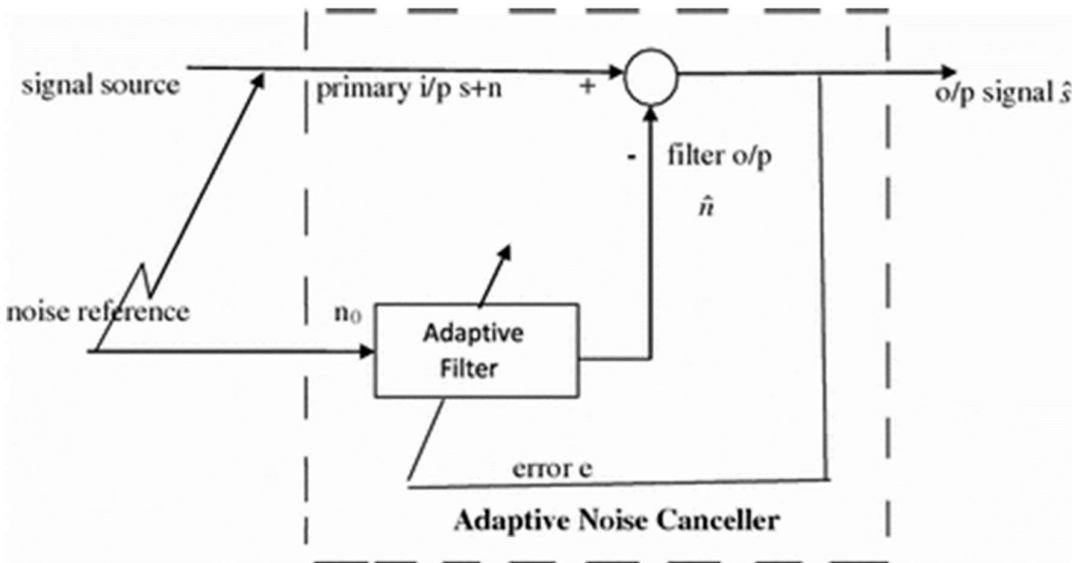 signal source
primary i/p s+n
+
o/p signal ŝ
-
filter o/p
n̂
noise reference
n₀
Adaptive
Filter
error e
Adaptive Noise Canceller